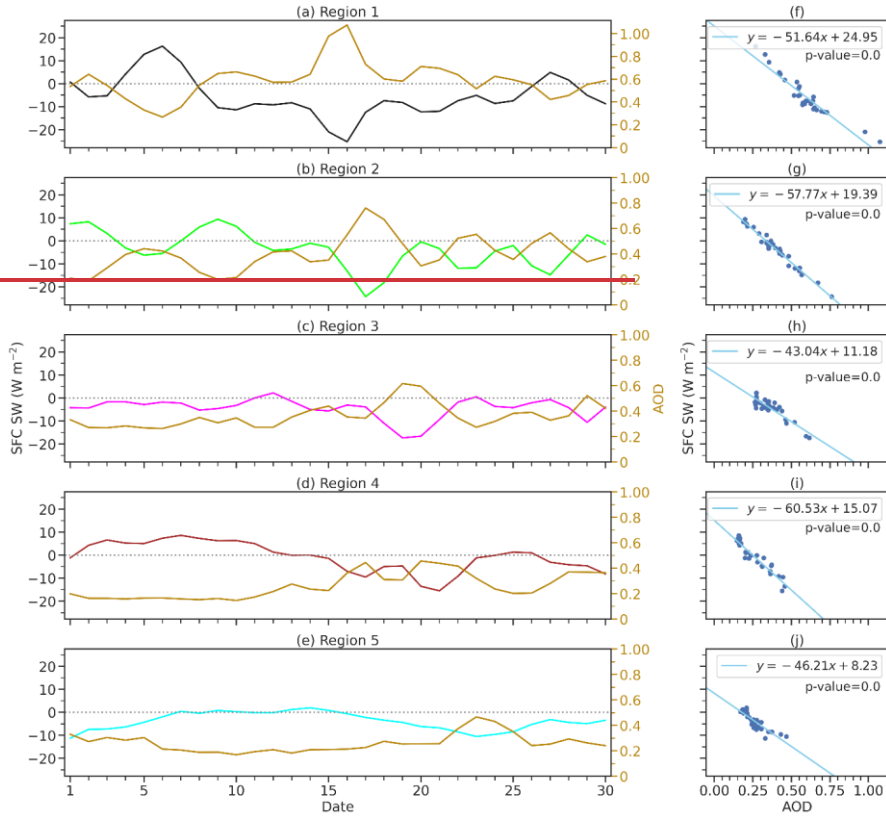 (a) Region 1
(f)
20
10
0
−10
−20
1.00
0.8
0.6
0.4
0.2
0
y = −51.64x + 24.95
p-value=0.0
(b) Region 2
(g)
20
10
0
−10
−20
1.00
0.8
0.6
0.4
0.2
0
y = −57.77x + 19.39
p-value=0.0
(c) Region 3
(h)
SFC SW (W m⁻²)
20
10
0
−10
−20
1.00
0.8
0.6
0.4
0.2
0
AOD
SFC SW (W m⁻²)
y = −43.04x + 11.18
p-value=0.0
(d) Region 4
(i)
20
10
0
−10
−20
1.00
0.8
0.6
0.4
0.2
0
y = −60.53x + 15.07
p-value=0.0
(e) Region 5
(j)
20
10
0
−10
−20
1.00
0.8
0.6
0.4
0.2
0
y = −46.21x + 8.23
p-value=0.0
1 5 10 15 20 25 30
Date
0.00 0.25 0.50 0.75 1.00
AOD